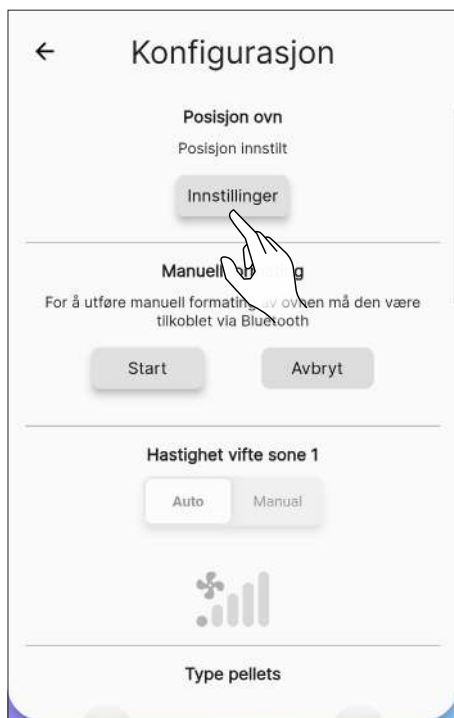 Konfigurasjon
Posisjon ovn
Posisjon innstilt
Innstillinger
Manuell
For å utføre manuell formating av ovnen må den være
tilkoblet via Bluetooth
Start
Avbryt
Hastighet vifte sone 1
Auto
Manual
Type pellets